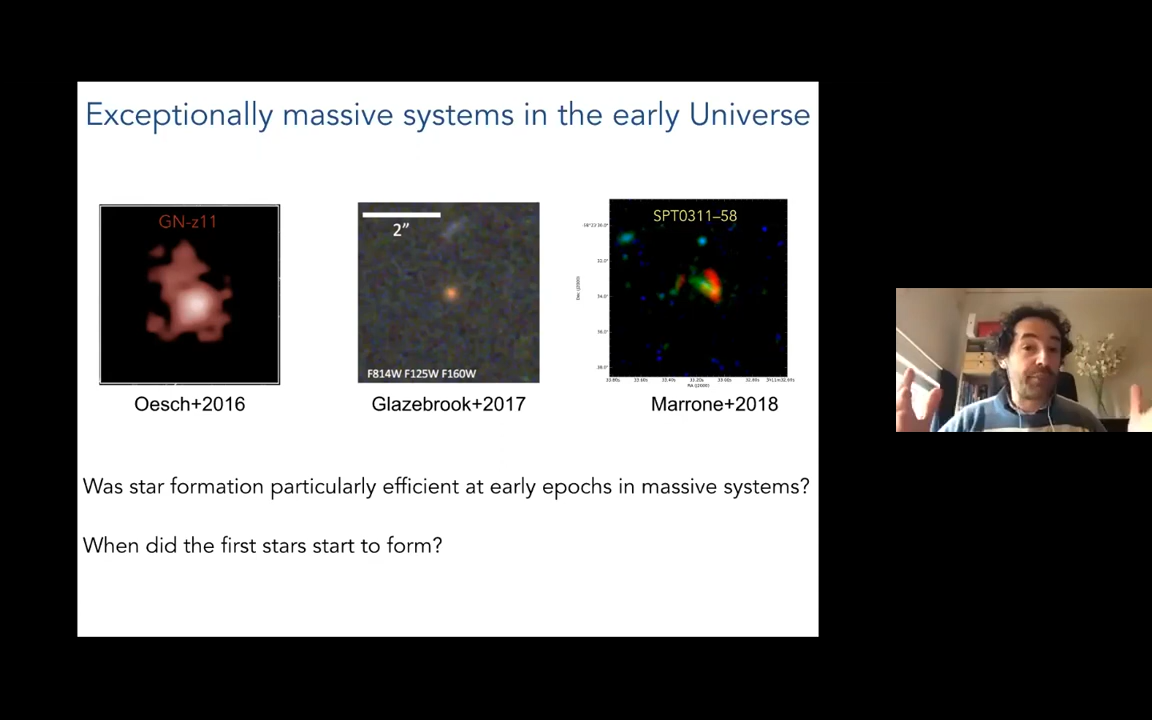 Exceptionally massive systems in the early Universe
GN-z11
2”
F814W F125W F160W
SPT0311–58
Oesch+2016
Glazebrook+2017
Marrone+2018
Was star formation particularly efficient at early epochs in massive systems?
When did the first stars start to form?